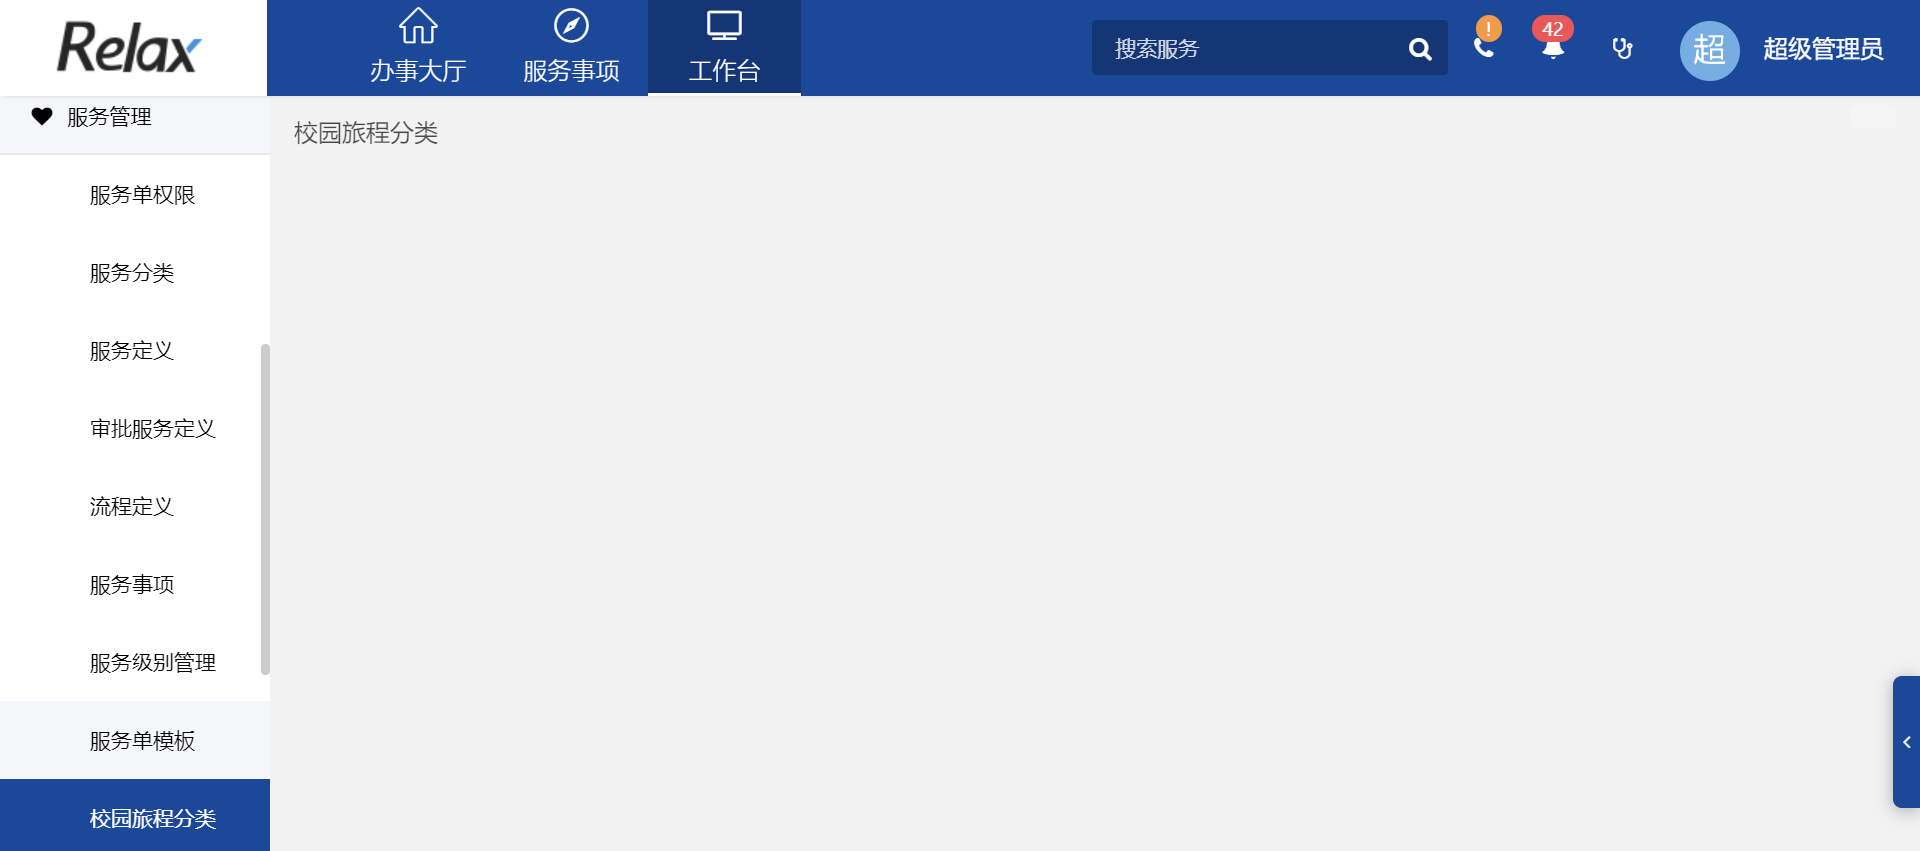 Relax
办事大厅
服务事项
工作台
搜索服务
!
42
超
超级管理员
服务管理
服务单权限
服务分类
服务定义
审批服务定义
流程定义
服务事项
服务级别管理
服务单模板
校园旅程分类
校园旅程分类